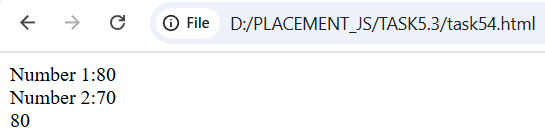 File D:/PLACEMENT_JS/TASK5.3/task54.html
Number 1:80
Number 2:70
80